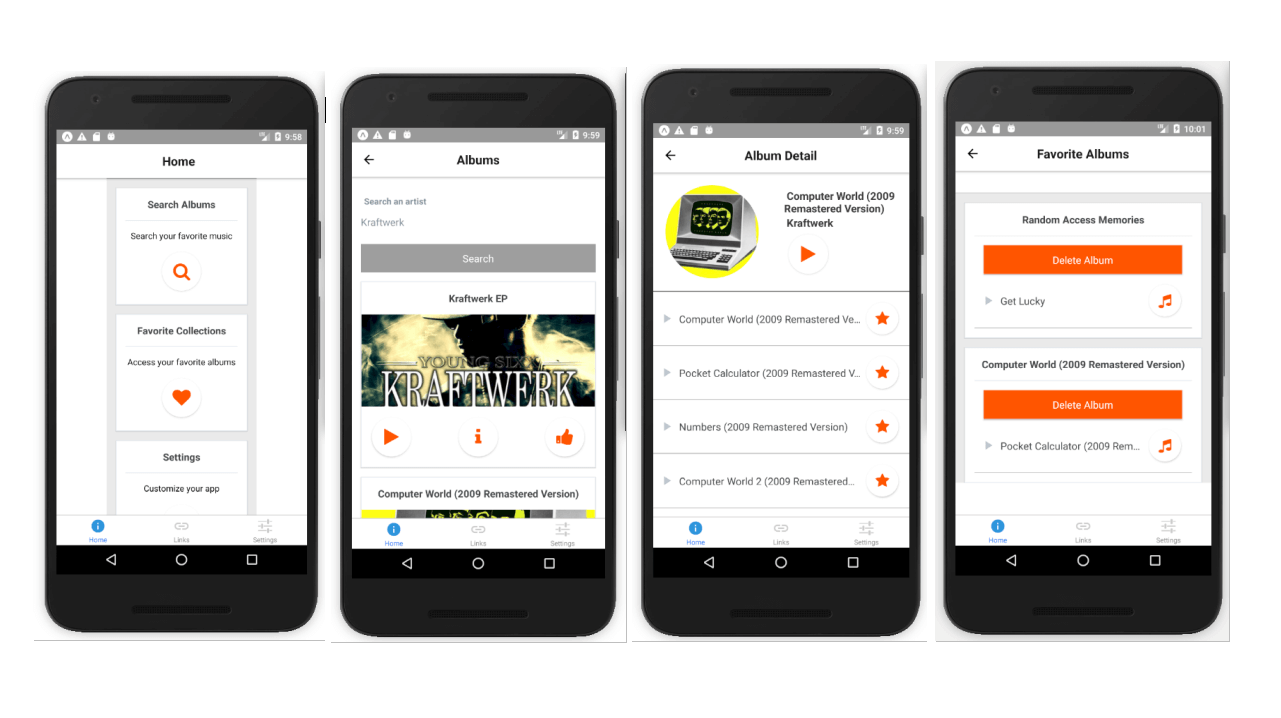 9:58
Home
Search Albums
Search your favorite music
Favorite Collections
Access your favorite albums
Settings
Customize your app
Home
Links
Settings
9:59
Albums
Search an artist
Kraftwerk
Search
Kraftwerk EP
YOUNG SIXX
KRAFTWERK
Computer World (2009 Remastered Version)
Home
Links
Settings
9:59
Album Detail
Computer World (2009
Remastered Version)
Kraftwerk
Computer World (2009 Remastered Ve...
Pocket Calculator (2009 Remastered V...
Numbers (2009 Remastered Version)
Computer World 2 (2009 Remastered...
Home
Links
Settings
10:01
Favorite Albums
Random Access Memories
Delete Album
Get Lucky
Computer World (2009 Remastered Version)
Delete Album
Pocket Calculator (2009 Rem...
Home
Links
Settings